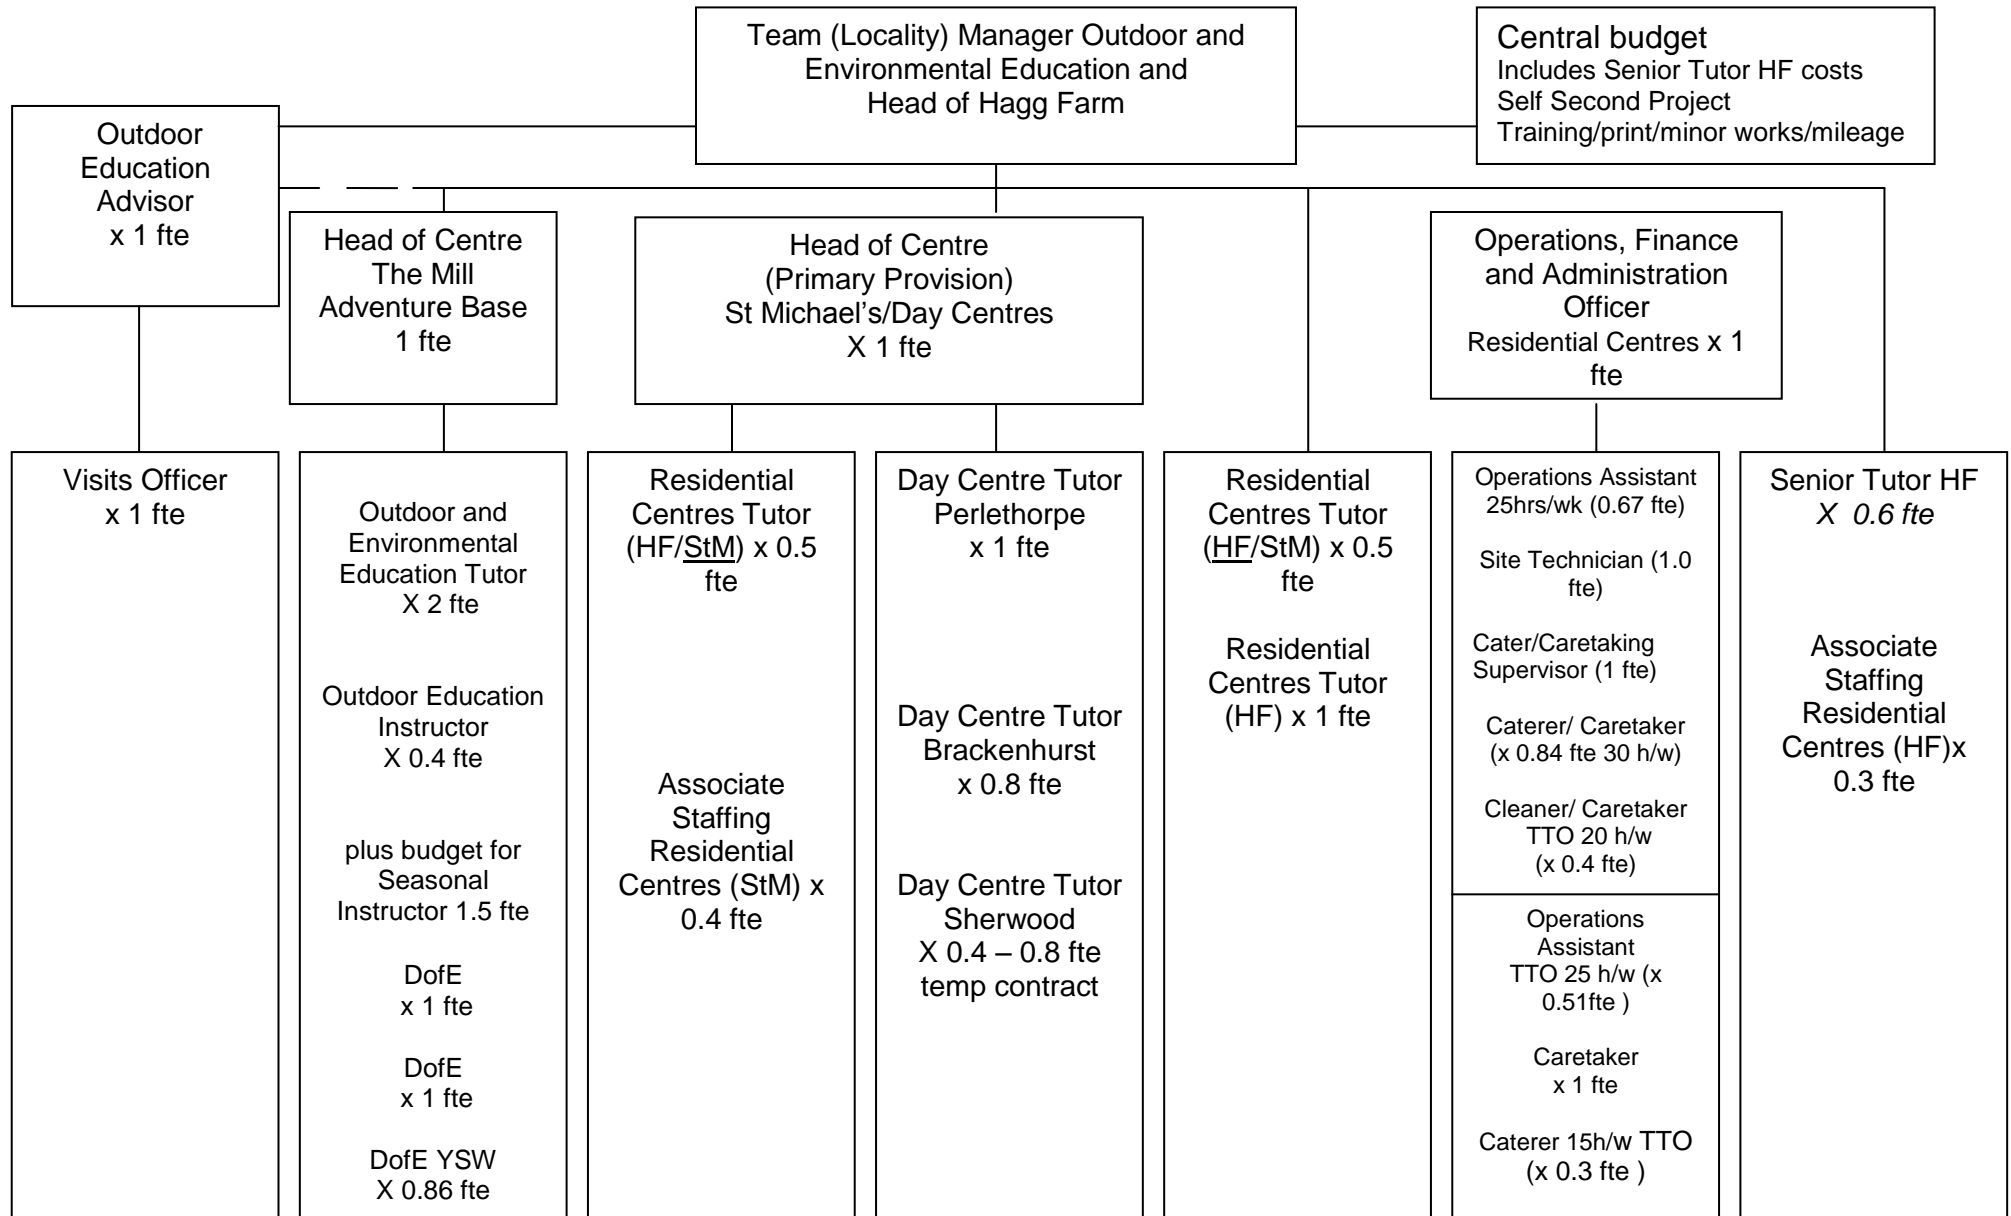 Team (Locality) Manager Outdoor and
Environmental Education and
Head of Hagg Farm
Central budget
Includes Senior Tutor HF costs
Self Second Project
Training/print/minor works/mileage
Outdoor
Education
Advisor
x 1 fte
Head of Centre
The Mill
Adventure Base
1 fte
Head of Centre
(Primary Provision)
St Michael's/Day Centres
X 1 fte
Operations, Finance
and Administration
Officer
Residential Centres x 1
fte
Visits Officer
x 1 fte
Outdoor and
Environmental
Education Tutor
X 2 fte
Outdoor Education
Instructor
X 0.4 fte
plus budget for
Seasonal
Instructor 1.5 fte
DofE
x 1 fte
DofE
x 1 fte
DofE YSW
X 0.86 fte
Residential
Centres Tutor
(HF/StM) x 0.5
fte
Associate
Staffing
Residential
Centres (StM) x
0.4 fte
Day Centre Tutor
Perlethorpe
x 1 fte
Day Centre Tutor
Brackenhurst
x 0.8 fte
Day Centre Tutor
Sherwood
X 0.4 – 0.8 fte
temp contract
Residential
Centres Tutor
(HF/StM) x 0.5
fte
Residential
Centres Tutor
(HF) x 1 fte
Operations Assistant
25hrs/wk (0.67 fte)
Site Technician (1.0
fte)
Cater/Caretaking
Supervisor (1 fte)
Caterer/ Caretaker
(x 0.84 fte 30 h/w)
Cleaner/ Caretaker
TTO 20 h/w
(x 0.4 fte)
Operations
Assistant
TTO 25 h/w (x
0.51fte )
Caretaker
x 1 fte
Caterer 15h/w TTO
(x 0.3 fte )
Senior Tutor HF
X 0.6 fte
Associate
Staffing
Residential
Centres (HF)x
0.3 fte